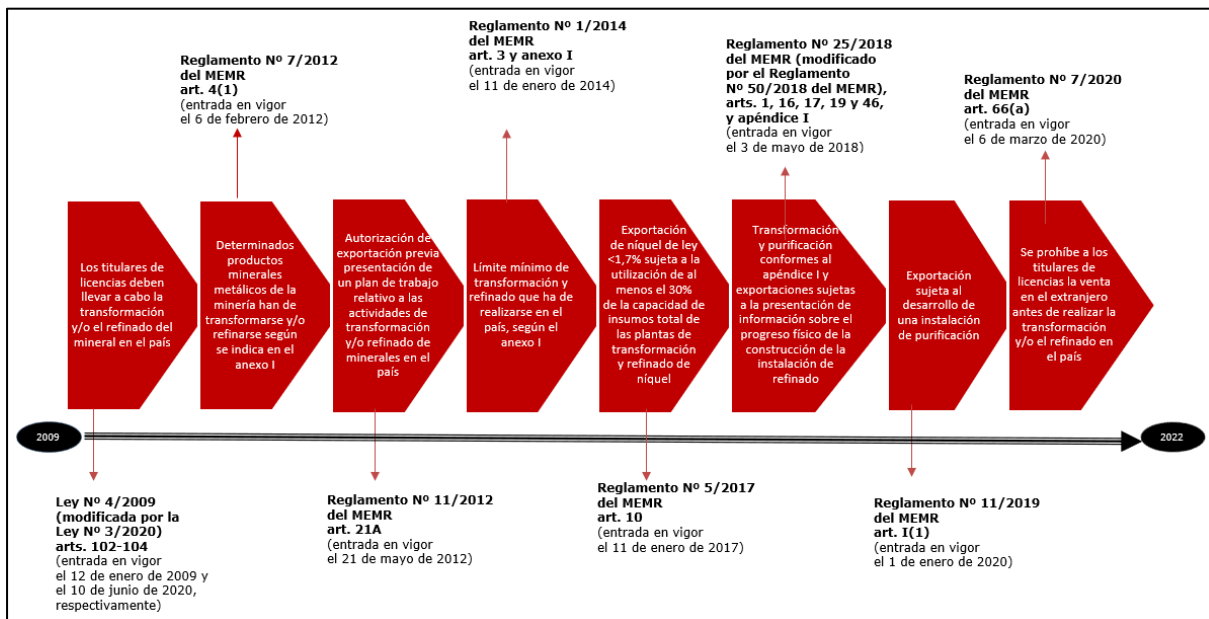 Reglamento Nº 7/2012
del MEMR
art. 4(1)
(entrada en vigor
el 6 de febrero de 2012)
Reglamento Nº 1/2014
del MEMR
art. 3 y anexo I
(entrada en vigor
el 11 de enero de 2014)
Reglamento Nº 25/2018
del MEMR (modificado
por el Reglamento
Nº 50/2018 del MEMR),
arts. 1, 16, 17, 19 y 46,
y apéndice I
(entrada en vigor
el 3 de mayo de 2018)
Reglamento Nº 7/2020
del MEMR
art. 66(a)
(entrada en vigor
el 6 de marzo de 2020)
Los titulares de
licencias deben
llevar a cabo la
transformación
y/o el refinado del
mineral en el país
Determinados
productos
minerales
metálicos de la
minería han de
transformarse y/o
refinarse según
se indica en el
anexo I
Autorización de
exportación previa
presentación de
un plan de trabajo
relativo a las
actividades de
transformación
y/o refinado de
minerales en el
país
Límite mínimo de
transformación y
refinado que ha de
realizarse en el
país, según el
anexo I
Exportación
de níquel de ley
<1,7% sujeta a la
utilización de al
menos el 30%
de la capacidad de
insumos total de
las plantas de
transformación
y refinado de
níquel
Transformación
y purificación
conformes al
apéndice I y
exportaciones sujetas
a la presentación de
información sobre el
progreso físico de la
construcción de la
instalación de
refinado
Exportación
sujeta al
desarrollo de
una instalación
de purificación
Se prohíbe a los
titulares de
licencias la venta
en el extranjero
antes de realizar la
transformación
y/o el refinado en
el país
2009
2022
Ley Nº 4/2009
(modificada por la
Ley Nº 3/2020)
arts. 102-104
(entrada en vigor
el 12 de enero de 2009 y
el 10 de junio de 2020,
respectivamente)
Reglamento Nº 11/2012
del MEMR
art. 21A
(entrada en vigor
el 21 de mayo de 2012)
Reglamento Nº 5/2017
del MEMR
art. 10
(entrada en vigor
el 11 de enero de 2017)
Reglamento Nº 11/2019
del MEMR
art. I(1)
(entrada en vigor
el 1 de enero de 2020)